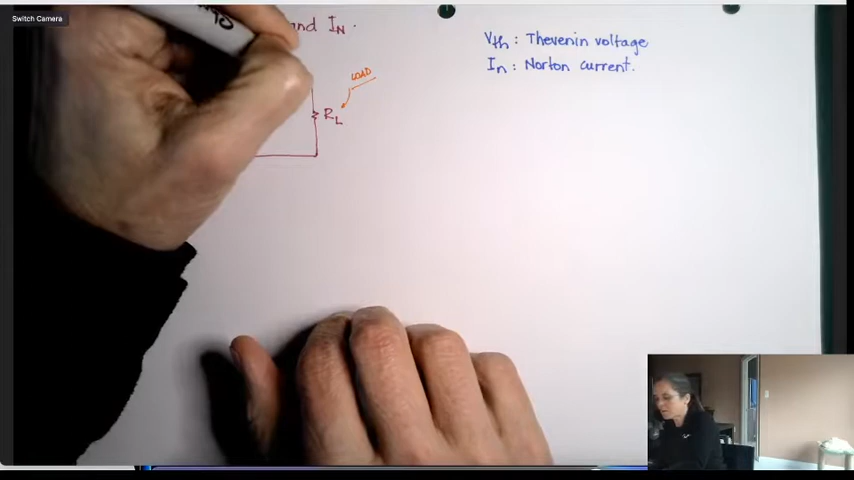 Switch Camera
and I_N.
V_th : Thevenin voltage
I_n : Norton current.
LOAD
R_L